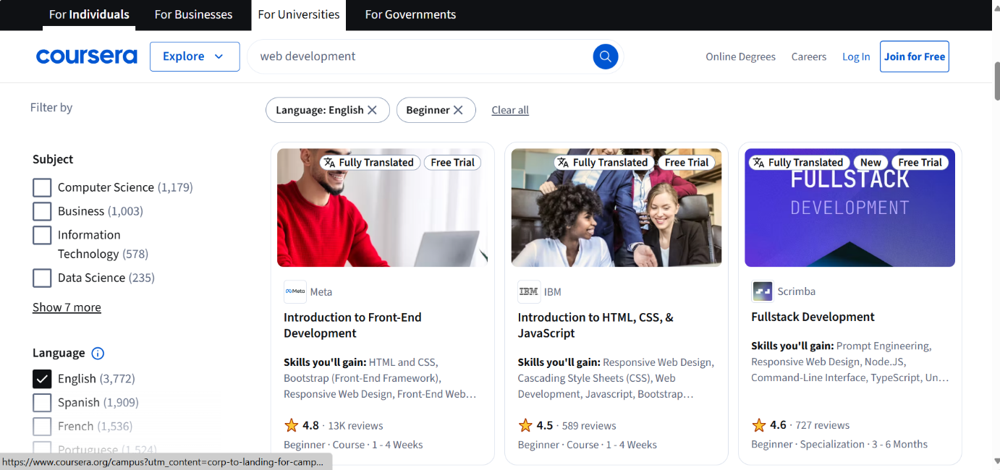 For Individuals
For Businesses
For Universities
For Governments
coursera
Explore
web development
Online Degrees
Careers
Log In
Join for Free
Filter by
Language: English
Beginner
Clear all
Subject
Computer Science (1,179)
Business (1,003)
Information
Technology (578)
Data Science (235)
Show 7 more
Language
English (3,772)
Spanish (1,909)
French (1,536)
Portuguese (1,524)
Fully Translated
Free Trial
Meta
Meta
Introduction to Front-End
Development
Skills you'll gain: HTML and CSS,
Bootstrap (Front-End Framework),
Responsive Web Design, Front-End Web…
4.8 · 13K reviews
Beginner · Course · 1 - 4 Weeks
Fully Translated
Free Trial
IBM
IBM
Introduction to HTML, CSS, &
JavaScript
Skills you'll gain: Responsive Web Design,
Cascading Style Sheets (CSS), Web
Development, Javascript, Bootstrap…
4.5 · 589 reviews
Beginner · Course · 1 - 4 Weeks
Fully Translated
New
Free Trial
FULLSTACK
DEVELOPMENT
Scrimba
Fullstack Development
Skills you'll gain: Prompt Engineering,
Responsive Web Design, Node.JS,
Command-Line Interface, TypeScript, Un…
4.6 · 727 reviews
Beginner · Specialization · 3 - 6 Months
https://www.coursera.org/campus?utm_content=corp-to-landing-for-camp...